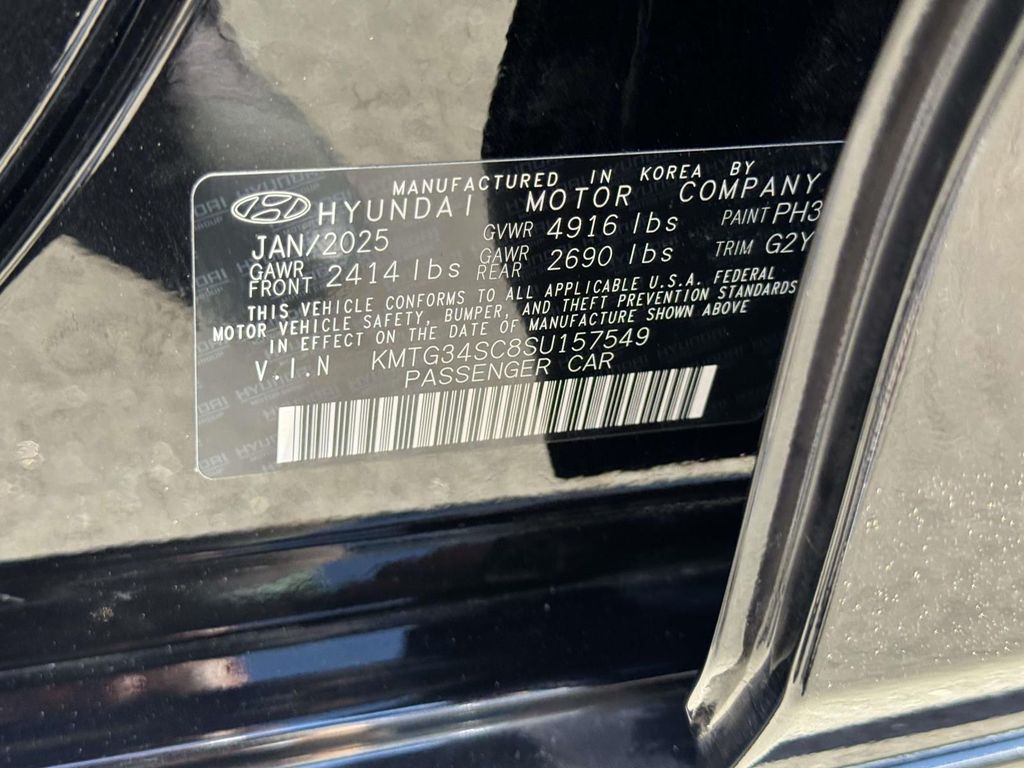 MANUFACTURED IN KOREA BY
HYUNDAI MOTOR COMPANY
JAN/2025 GVWR 4916 lbs PAINT PH3
GAWR FRONT 2414 lbs GAWR REAR 2690 lbs TRIM G2Y
THIS VEHICLE CONFORMS TO ALL APPLICABLE U.S.A. FEDERAL
MOTOR VEHICLE SAFETY, BUMPER, AND THEFT PREVENTION STANDARDS
IN EFFECT ON THE DATE OF MANUFACTURE SHOWN ABOVE
V.I.N KMTG34SC8SU157549
PASSENGER CAR